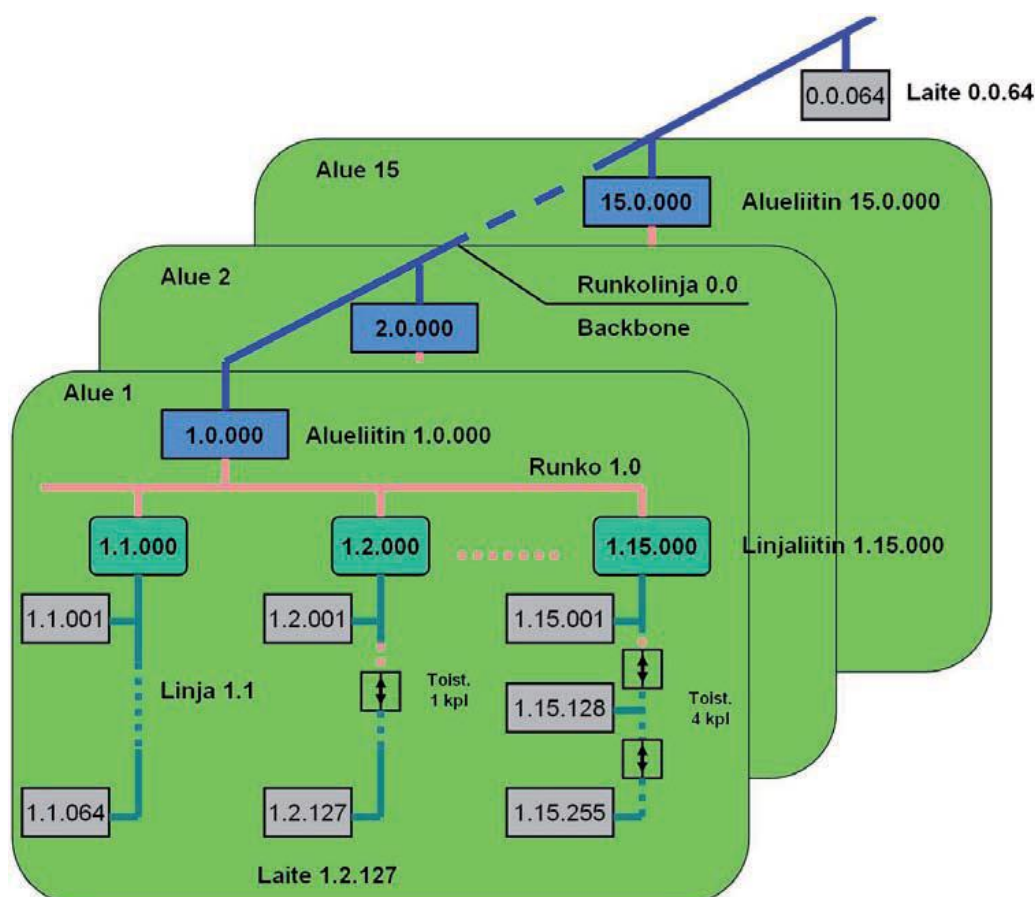 0.0.064
Laite 0.0.64
Alue 15
15.0.000
Alueliitin 15.0.000
Alue 2
Runkolinja 0.0
2.0.000
Backbone
Alue 1
1.0.000
Alueliitin 1.0.000
Runko 1.0
1.1.000
1.2.000
1.15.000
Linjaliitin 1.15.000
1.1.001
1.2.001
1.15.001
Linja 1.1
Toist.
1 kpl
1.15.128
Toist.
4 kpl
1.1.064
1.2.127
1.15.255
Laite 1.2.127